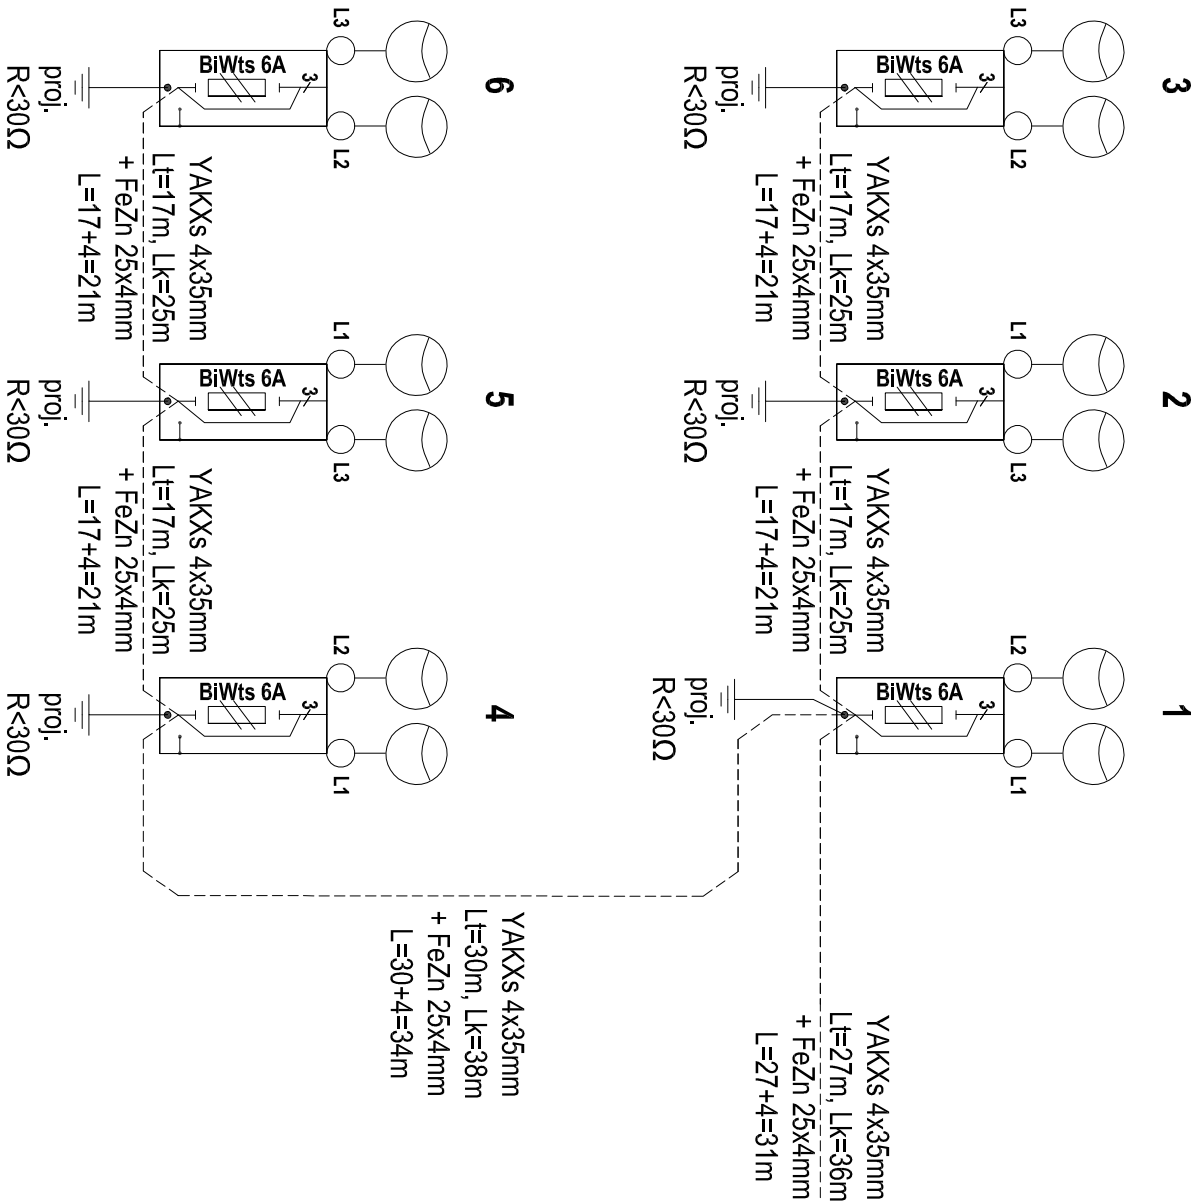 3
L3
L2
BiWts 6A
3
proj.
R<30Ω
YAKXs 4x35mm
Lt=17m, Lk=25m
+ FeZn 25x4mm
L=17+4=21m
2
L1
L3
BiWts 6A
3
proj.
R<30Ω
YAKXs 4x35mm
Lt=17m, Lk=25m
+ FeZn 25x4mm
L=17+4=21m
1
L2
L1
BiWts 6A
3
proj.
R<30Ω
YAKXs 4x35mm
Lt=27m, Lk=36m
+ FeZn 25x4mm
L=27+4=31m
6
L3
L2
BiWts 6A
3
proj.
R<30Ω
YAKXs 4x35mm
Lt=17m, Lk=25m
+ FeZn 25x4mm
L=17+4=21m
5
L1
L3
BiWts 6A
3
proj.
R<30Ω
YAKXs 4x35mm
Lt=17m, Lk=25m
+ FeZn 25x4mm
L=17+4=21m
4
L2
L1
BiWts 6A
3
proj.
R<30Ω
YAKXs 4x35mm
Lt=30m, Lk=38m
+ FeZn 25x4mm
L=30+4=34m